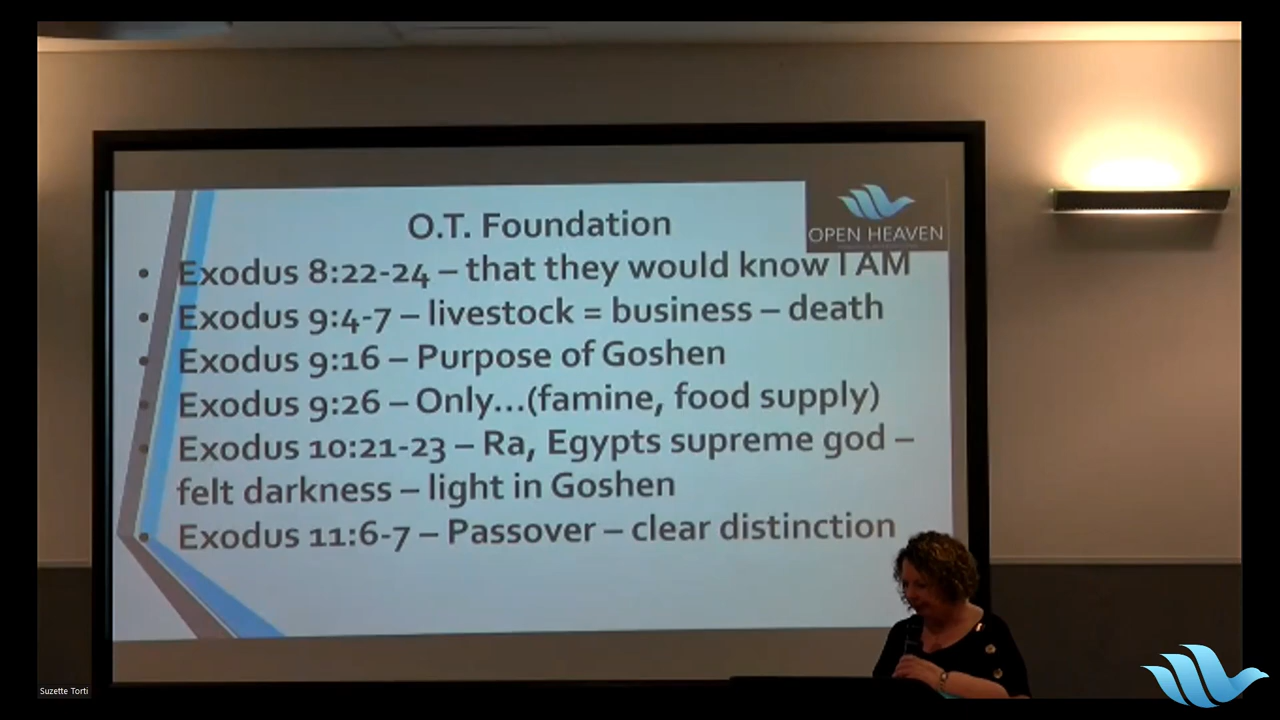 O.T. Foundation
OPEN HEAVEN
• Exodus 8:22-24 – that they would know I AM
• Exodus 9:4-7 – livestock = business – death
• Exodus 9:16 – Purpose of Goshen
• Exodus 9:26 – Only...(famine, food supply)
• Exodus 10:21-23 – Ra, Egypts supreme god –
felt darkness – light in Goshen
• Exodus 11:6-7 – Passover – clear distinction
Suzette Torti